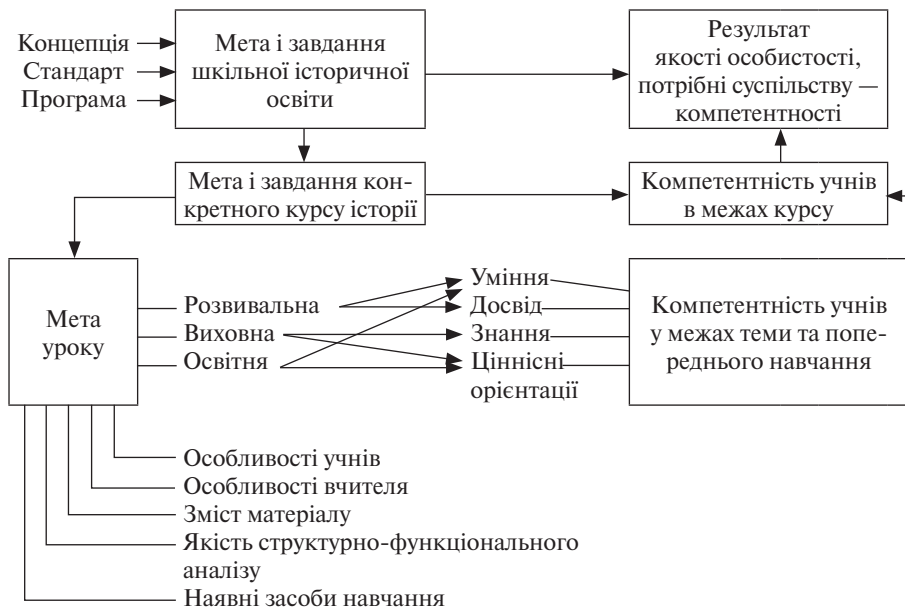 Концепція
Стандарт
Програма
Мета і завдання
шкільної історичної
освіти
Результат
якості особистості,
потрібні суспільству —
компетентності
Мета і завдання кон-
кретного курсу історії
Компетентність учнів
в межах курсу
Мета
уроку
Розвивальна
Виховна
Освітня
Уміння
Досвід
Знання
Ціннісні
орієнтації
Компетентність учнів
у межах теми та попе-
реднього навчання
Особливості учнів
Особливості вчителя
Зміст матеріалу
Якість структурно-функціонального
аналізу
Наявні засоби навчання